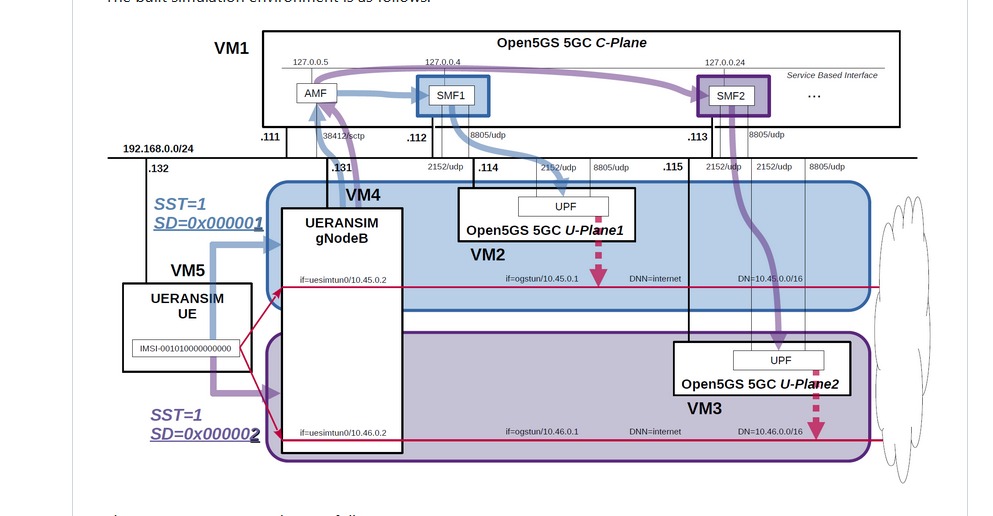 The built simulation environment is as follows.
VM1
Open5GS 5GC C-Plane
127.0.0.5
127.0.0.4
127.0.0.24
Service Based Interface
AMF
SMF1
SMF2
...
.111
38412/sctp
.112
8805/udp
.113
8805/udp
192.168.0.0/24
.132
.131
2152/udp
.114
2152/udp
8805/udp
.115
2152/udp
2152/udp
8805/udp
SST=1
SD=0x000001
VM4
UERANSIM
gNodeB
UPF
Open5GS 5GC U-Plane1
VM2
VM5
UERANSIM
UE
IMSI-001010000000000
if=uesimtun0/10.45.0.2
if=ogstun/10.45.0.1
DNN=internet
DN=10.45.0.0/16
UPF
Open5GS 5GC U-Plane2
VM3
SST=1
SD=0x000002
if=uesimtun0/10.46.0.2
if=ogstun/10.46.0.1
DNN=internet
DN=10.46.0.0/16